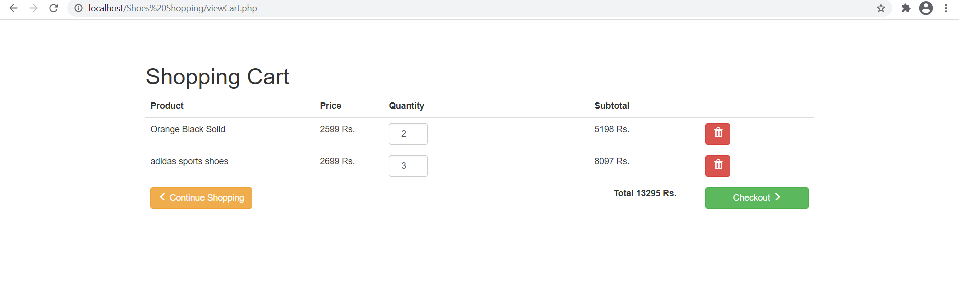 localhost/Shoes%20Shopping/viewCart.php
Shopping Cart
Product Price Quantity Subtotal
Orange Black Solid 2599 Rs. 2 5198 Rs.
adidas sports shoes 2699 Rs. 3 8097 Rs.
Continue Shopping Total 13295 Rs. Checkout